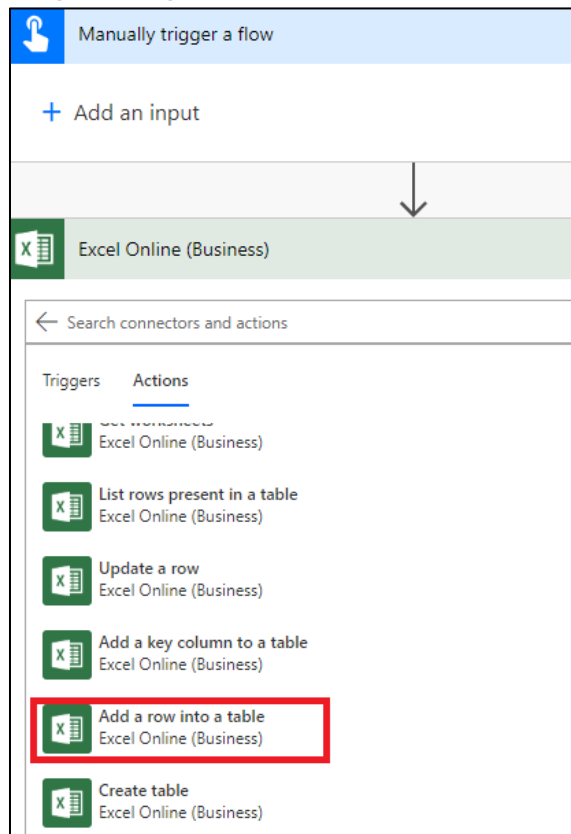 Manually trigger a flow
+ Add an input
Excel Online (Business)
Search connectors and actions
Triggers Actions
Get worksheets
Excel Online (Business)
List rows present in a table
Excel Online (Business)
Update a row
Excel Online (Business)
Add a key column to a table
Excel Online (Business)
Add a row into a table
Excel Online (Business)
Create table
Excel Online (Business)